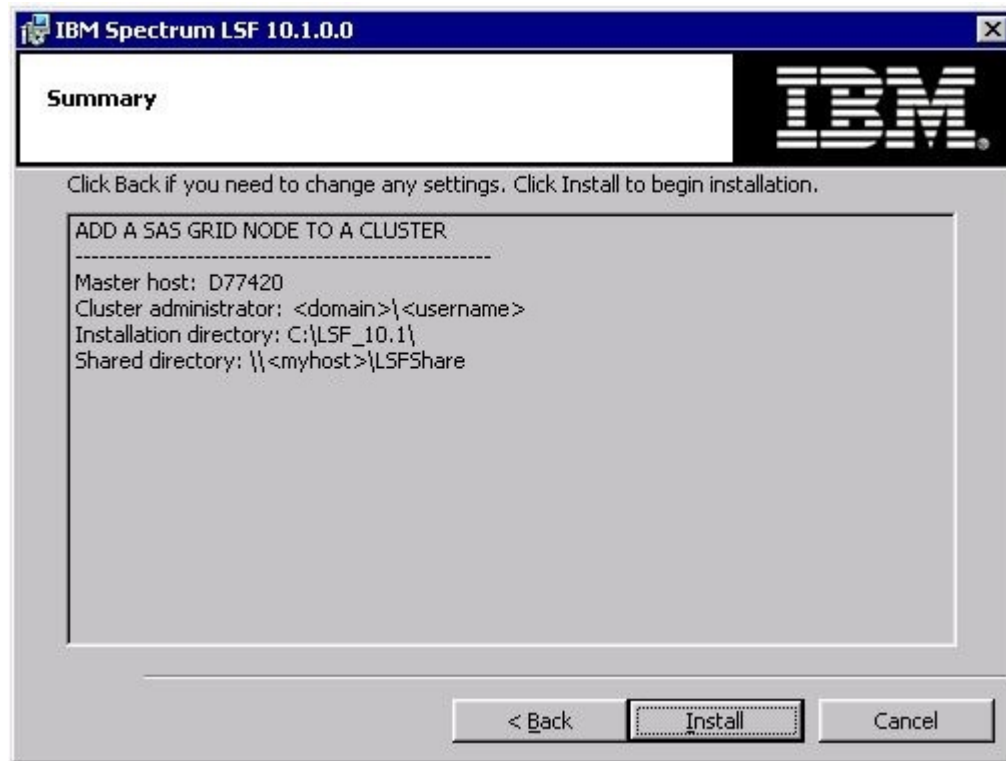 IBM Spectrum LSF 10.1.0.0
Summary
IBM®
Click Back if you need to change any settings. Click Install to begin installation.
ADD A SAS GRID NODE TO A CLUSTER
----------------------------------------------------
Master host:  D77420
Cluster administrator:  <domain>\<username>
Installation directory: C:\LSF_10.1\
Shared directory: \\<myhost>\LSFShare
< Back
Install
Cancel